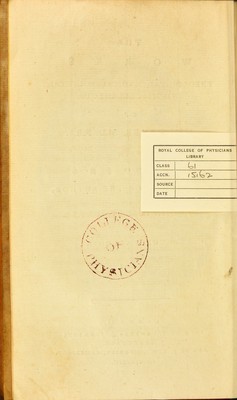 ROYAL COLLEGE OF PHYSICIANS
LIBRARY
CLASS 61
ACCN. 15162
SOURCE
DATE
COLLEGE
OF
PHYSICIANS